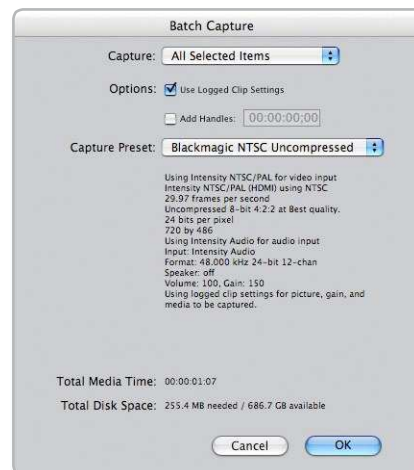 Batch Capture
Capture: All Selected Items
Options: Use Logged Clip Settings
Add Handles: 00:00:00;00
Capture Preset: Blackmagic NTSC Uncompressed
Using Intensity NTSC/PAL for video input
Intensity NTSC/PAL (HDMI) using NTSC
29.97 frames per second
Uncompressed 8-bit 4:2:2 at Best quality.
24 bits per pixel
720 by 486
Using Intensity Audio for audio input
Input: Intensity Audio
Format: 48.000 kHz 24-bit 12-chan
Speaker: off
Volume: 100, Gain: 150
Using logged clip settings for picture, gain, and
media to be captured.
Total Media Time: 00:00:01:07
Total Disk Space: 255.4 MB needed / 686.7 GB available
Cancel OK